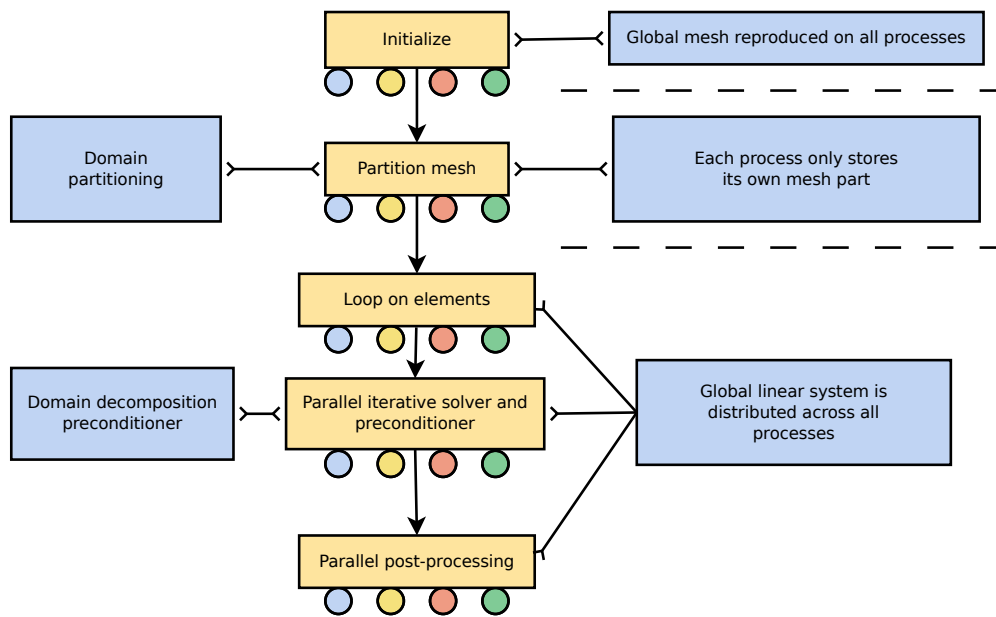 Initialize
Global mesh reproduced on all processes
Domain
partitioning
Partition mesh
Each process only stores
its own mesh part
Loop on elements
Domain decomposition
preconditioner
Parallel iterative solver and
preconditioner
Global linear system is
distributed across all
processes
Parallel post-processing